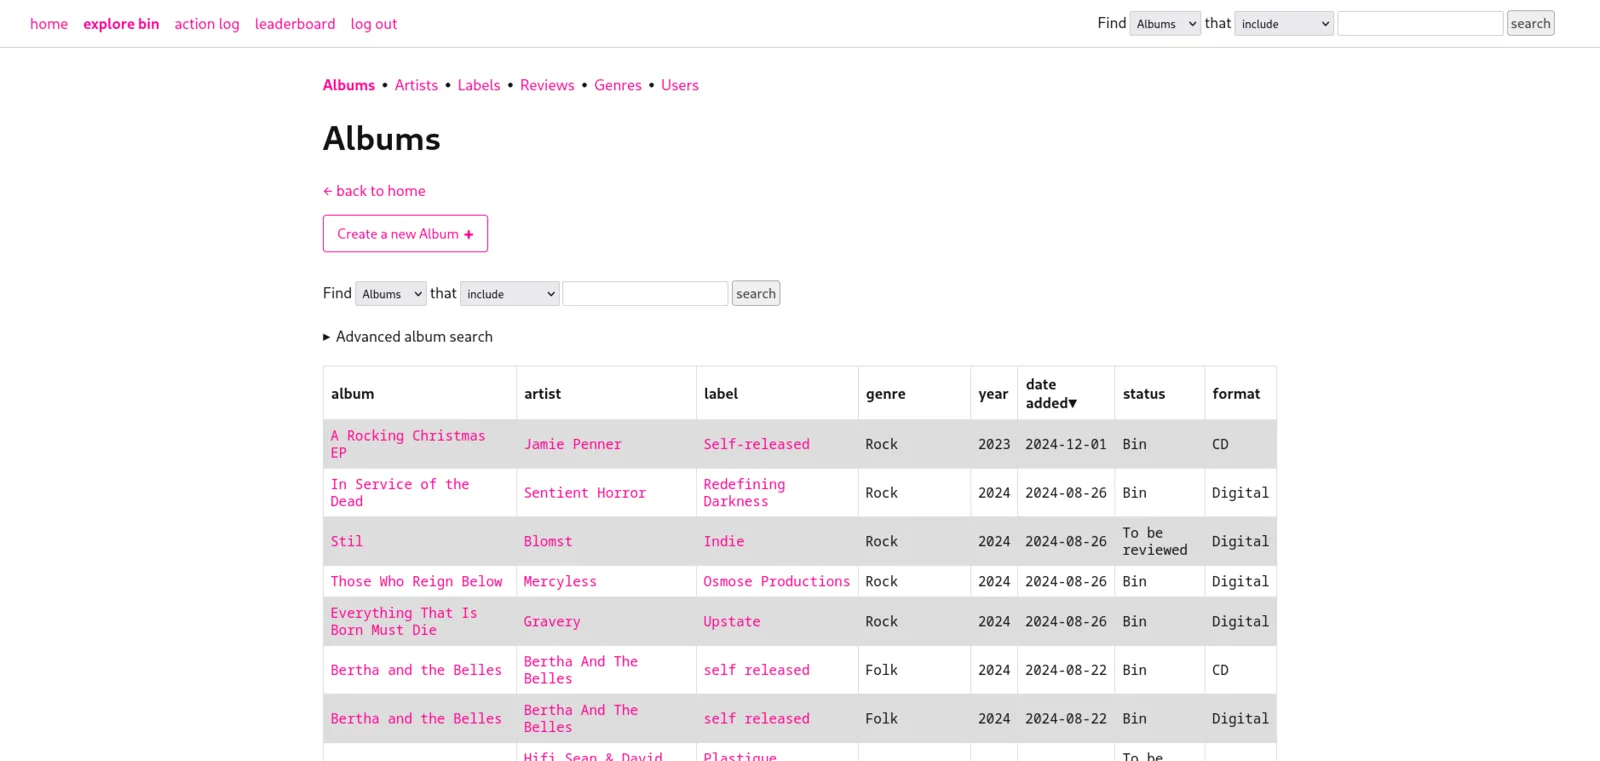 home explore bin action log leaderboard log out Find Albums that include search
Albums • Artists • Labels • Reviews • Genres • Users
Albums
← back to home
Create a new Album +
Find Albums that include search
▸ Advanced album search
album artist label genre year date added▼ status format
A Rocking Christmas EP Jamie Penner Self-released Rock 2023 2024-12-01 Bin CD
In Service of the Dead Sentient Horror Redefining Darkness Rock 2024 2024-08-26 Bin Digital
Stil Blomst Indie Rock 2024 2024-08-26 To be reviewed Digital
Those Who Reign Below Mercyless Osmose Productions Rock 2024 2024-08-26 Bin Digital
Everything That Is Born Must Die Gravery Upstate Rock 2024 2024-08-26 Bin Digital
Bertha and the Belles Bertha And The Belles self released Folk 2024 2024-08-22 Bin CD
Bertha and the Belles Bertha And The Belles self released Folk 2024 2024-08-22 Bin Digital
Hifi Sean & David Plastique To be